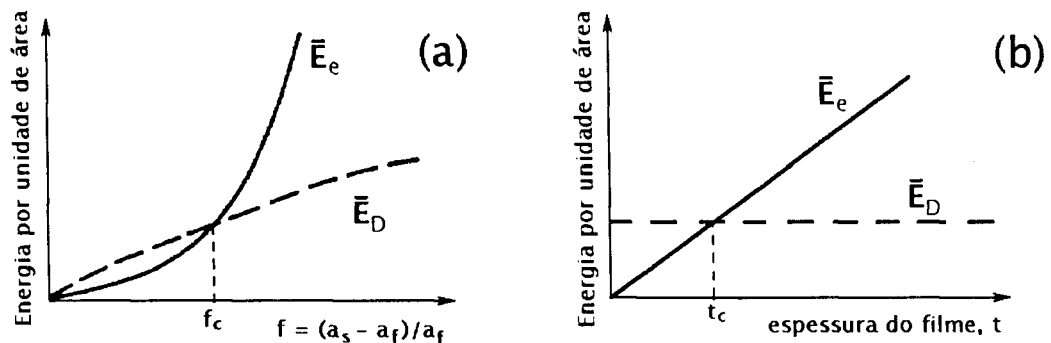 Energia por unidade de área
Ē_e
(a)
Ē_D
f_c
f = (a_s – a_f)/a_f
Energia por unidade de área
Ē_e
(b)
Ē_D
t_c
espessura do filme, t